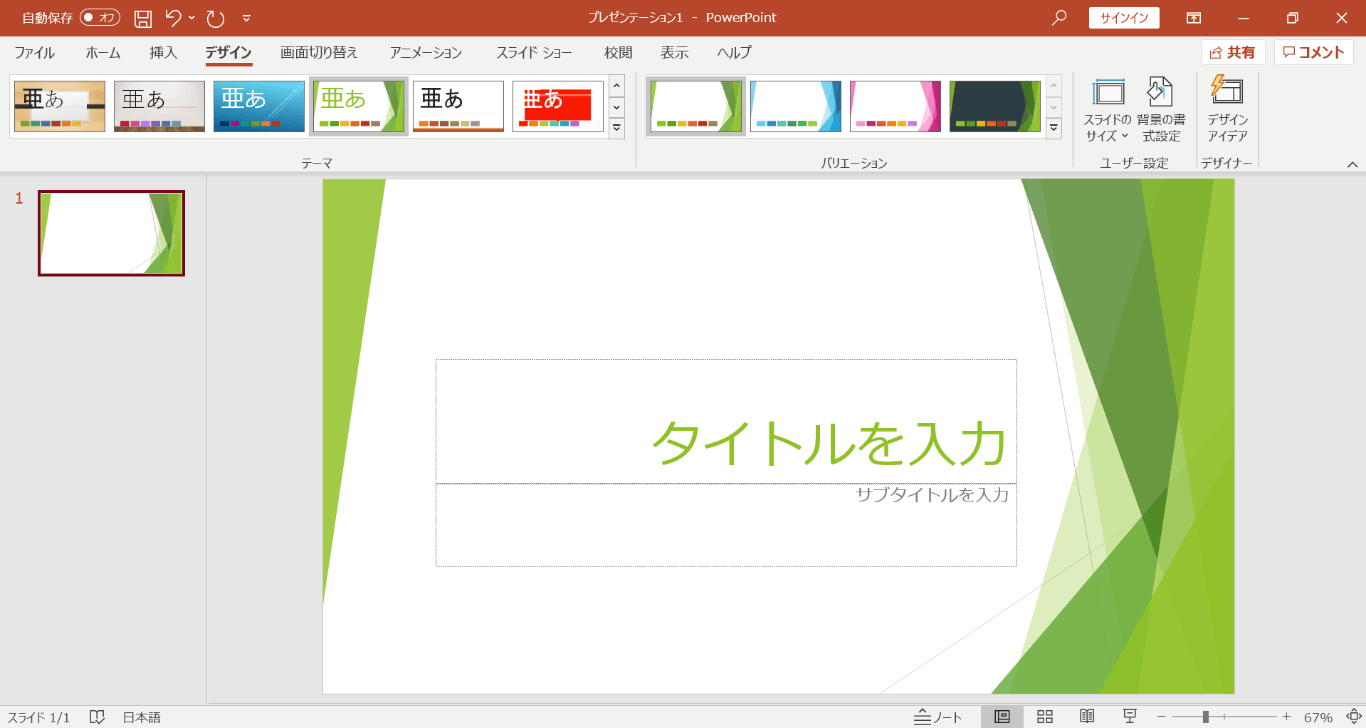 自動保存 オフ プレゼンテーション1 - PowerPoint サインイン
ファイル ホーム 挿入 デザイン 画面切り替え アニメーション スライド ショー 校閲 表示 ヘルプ 共有 コメント
亜あ 亜あ 亜あ 亜あ 亜あ 亜あ
スライドの 背景の書 デザイン
サイズ 式設定 アイデア
テーマ バリエーション ユーザー設定 デザイナー
1
タイトルを入力
サブタイトルを入力
スライド 1/1 日本語 ノート 67%